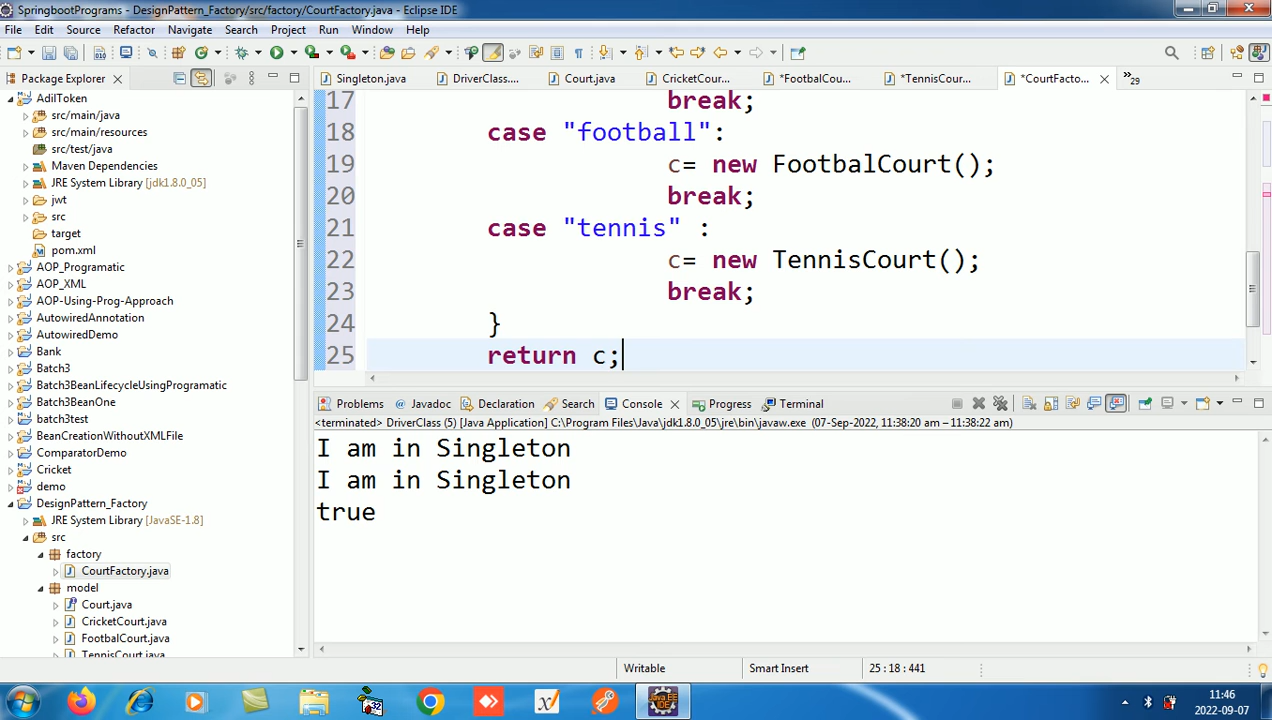 SpringbootPrograms - DesignPattern_Factory/src/factory/CourtFactory.java - Eclipse IDE
File Edit Source Refactor Navigate Search Project Run Window Help
Package Explorer
Singleton.java DriverClass.... Court.java CricketCour... *FootbalCou... *TennisCour... *CourtFacto... »29
AdilToken
src/main/java
src/main/resources
src/test/java
Maven Dependencies
JRE System Library [jdk1.8.0_05]
jwt
src
target
pom.xml
AOP_Programatic
AOP_XML
AOP-Using-Prog-Approach
AutowiredAnnotation
AutowiredDemo
Bank
Batch3
Batch3BeanLifecycleUsingProgramatic
Batch3BeanOne
batch3test
BeanCreationWithoutXMLFile
ComparatorDemo
Cricket
demo
DesignPattern_Factory
JRE System Library [JavaSE-1.8]
src
factory
CourtFactory.java
model
Court.java
CricketCourt.java
FootbalCourt.java
TennisCourt.java
17 break;
18 case "football":
19 c= new FootbalCourt();
20 break;
21 case "tennis" :
22 c= new TennisCourt();
23 break;
24 }
25 return c;
Problems Javadoc Declaration Search Console Progress Terminal
<terminated> DriverClass (5) [Java Application] C:\Program Files\Java\jdk1.8.0_05\jre\bin\javaw.exe (07-Sep-2022, 11:38:20 am – 11:38:22 am)
I am in Singleton
I am in Singleton
true
Writable Smart Insert 25 : 18 : 441
11:46
2022-09-07